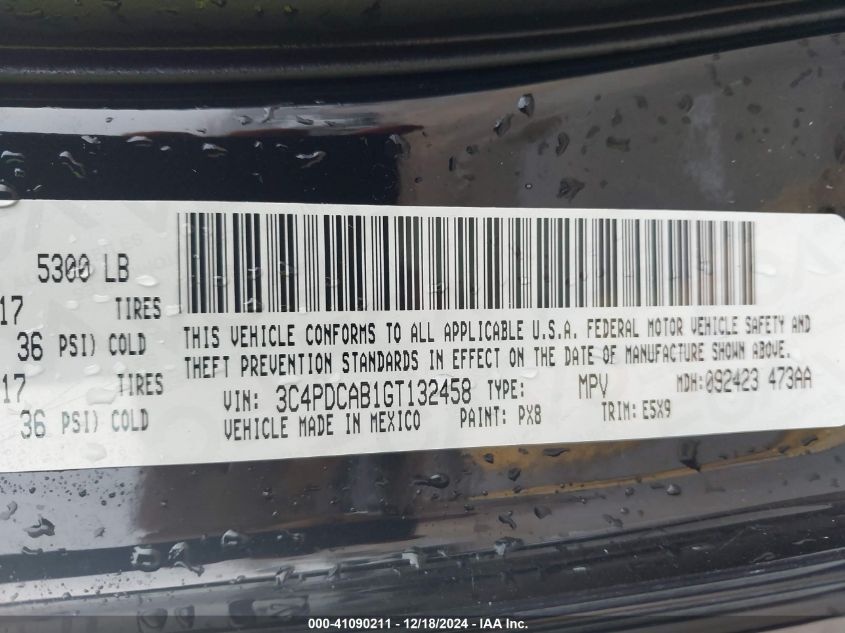 5300 LB
17 TIRES
36 PSI) COLD
17 TIRES
36 PSI) COLD
THIS VEHICLE CONFORMS TO ALL APPLICABLE U.S.A. FEDERAL MOTOR VEHICLE SAFETY AND
THEFT PREVENTION STANDARDS IN EFFECT ON THE DATE OF MANUFACTURE SHOWN ABOVE.
VIN: 3C4PDCAB1GT132458 TYPE: MPV MDH:092423 473AA
VEHICLE MADE IN MEXICO PAINT: PX8 TRIM: E5X9
000-41090211 - 12/18/2024 - IAA Inc.